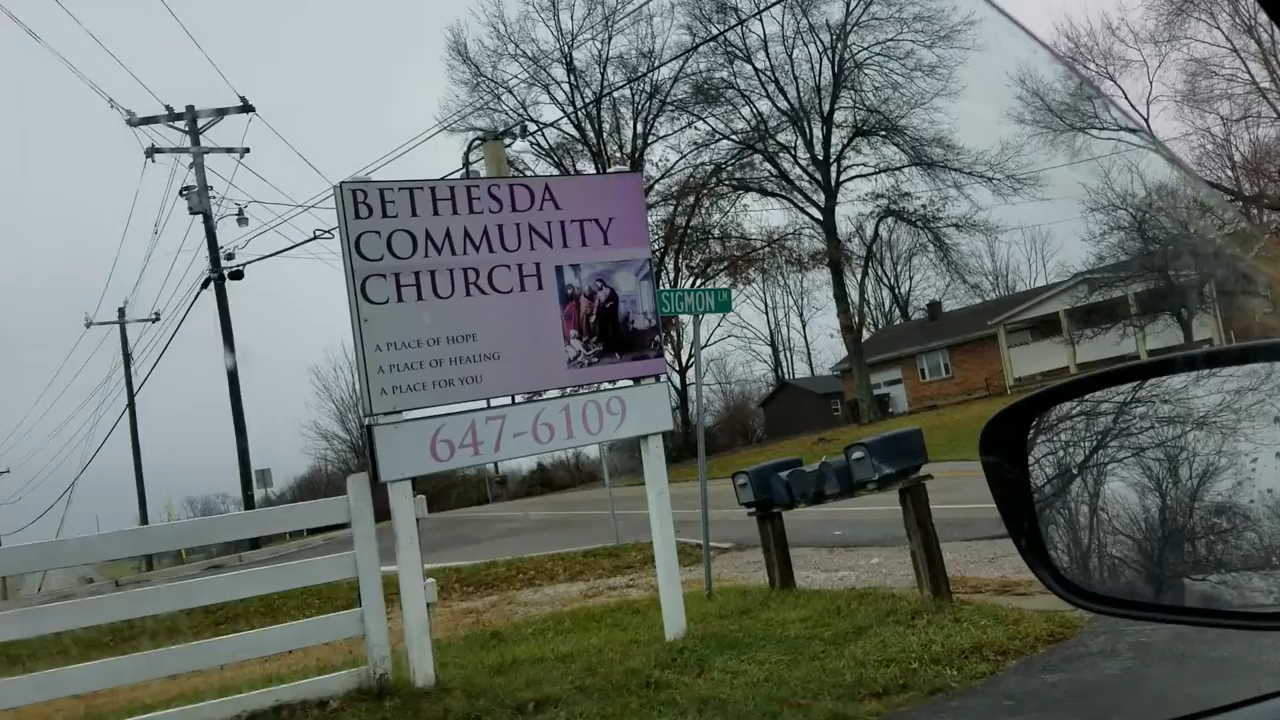 BETHESDA
COMMUNITY
CHURCH
A PLACE OF HOPE
A PLACE OF HEALING
A PLACE FOR YOU
647-6109
SIGMON LN